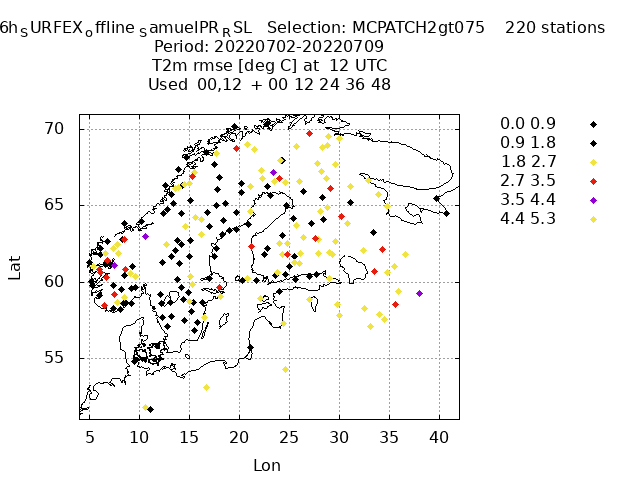 6hSURFEXoffline SamuelPRRSL Selection: MCPATCH2gt075 220 stations
Period: 20220702-20220709
T2m rmse [deg C] at 12 UTC
Used 00,12 + 00 12 24 36 48
70
65
60
55
Lat
5 10 15 20 25 30 35 40
Lon
0.0 0.9
0.9 1.8
1.8 2.7
2.7 3.5
3.5 4.4
4.4 5.3